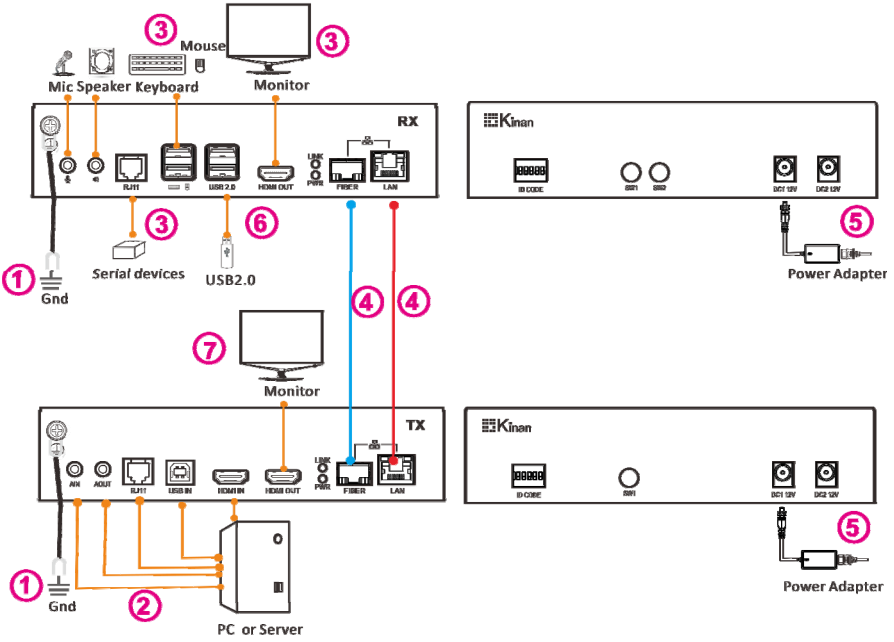 ③
③ Mouse
③
Mic Speaker Keyboard
Monitor
RX
Kinan
LINK
PWR
RJ11
USB 2.0
HDMI OUT
FIBER
LAN
ID CODE
SW1
SW2
DC1 12V
DC2 12V
③
⑥
⑤
Serial devices
USB2.0
①
Gnd
④
④
Power Adapter
⑦
Monitor
TX
Kinan
LINK
PWR
AIN
AOUT
RJ11
USB IN
HDMI IN
HDMI OUT
FIBER
LAN
ID CODE
SW1
DC1 12V
DC2 12V
⑤
①
Gnd
②
Power Adapter
PC or Server